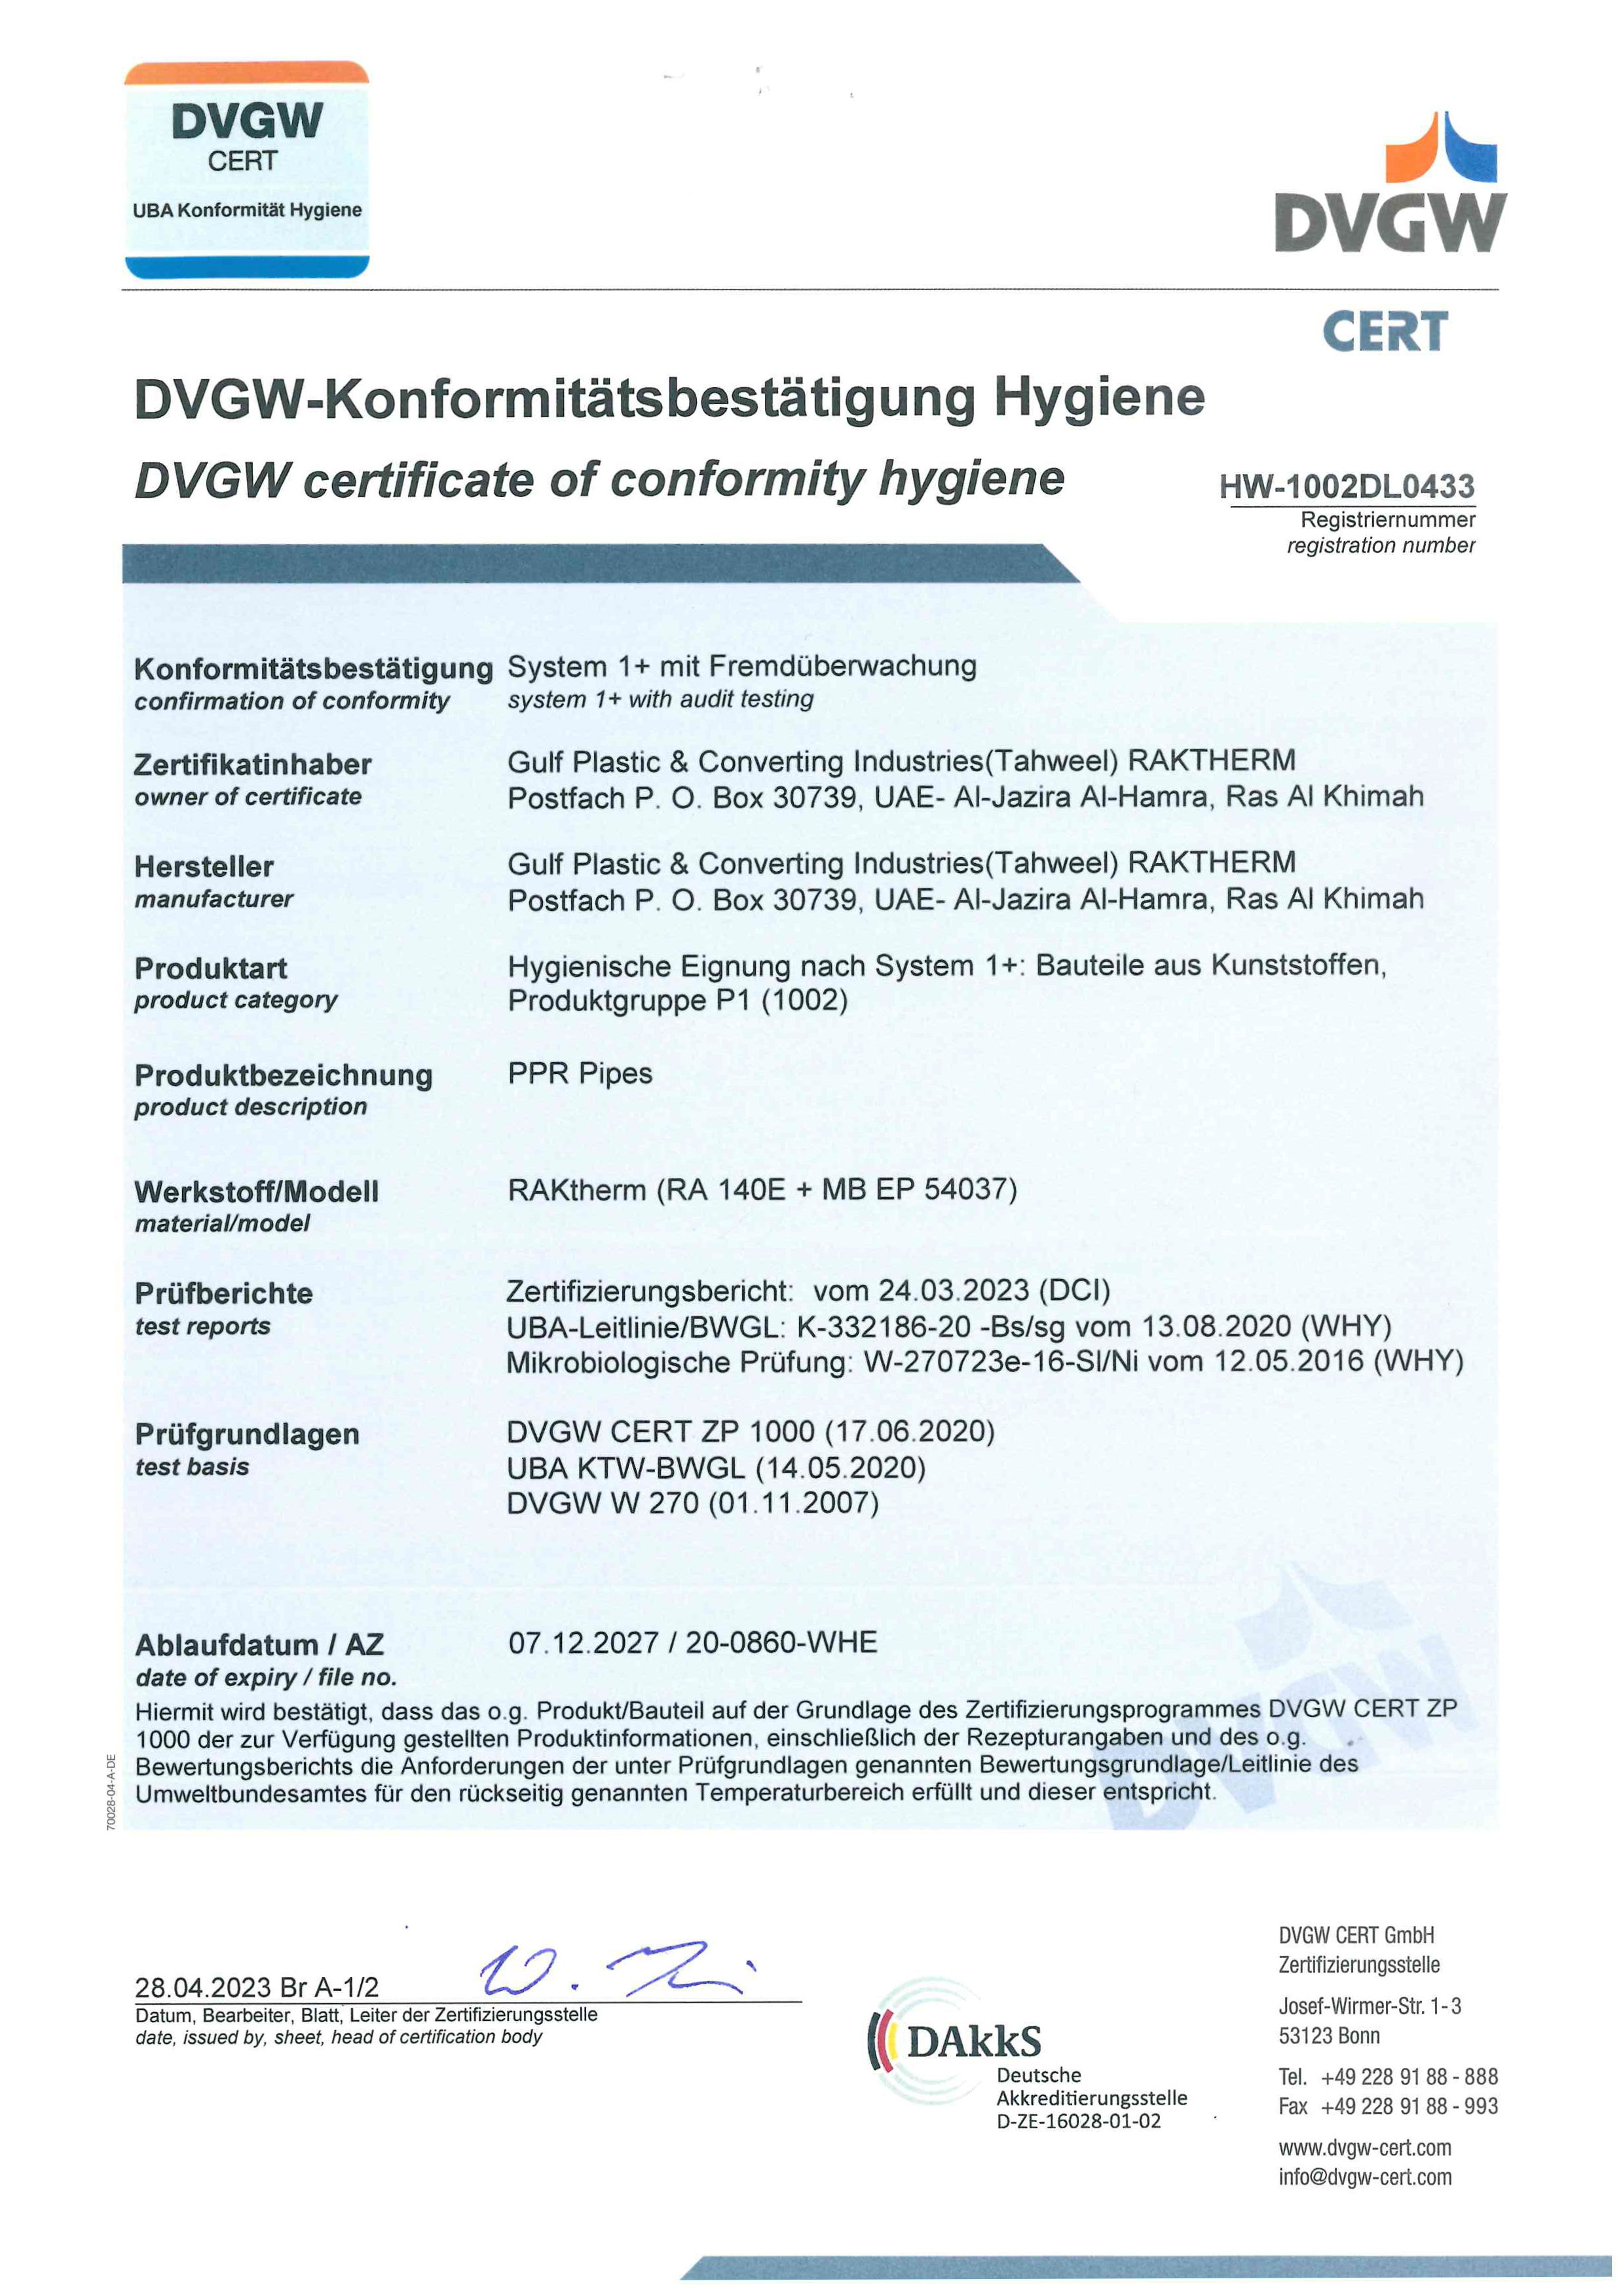 DVGW
CERT
UBA Konformität Hygiene
DVGW
CERT
DVGW-Konformitätsbestätigung Hygiene
DVGW certificate of conformity hygiene
HW-1002DL0433
Registriernummer
registration number
Konformitätsbestätigung System 1+ mit Fremdüberwachung
confirmation of conformity system 1+ with audit testing
Zertifikatinhaber Gulf Plastic & Converting Industries(Tahweel) RAKTHERM
owner of certificate Postfach P. O. Box 30739, UAE- Al-Jazira Al-Hamra, Ras Al Khimah
Hersteller Gulf Plastic & Converting Industries(Tahweel) RAKTHERM
manufacturer Postfach P. O. Box 30739, UAE- Al-Jazira Al-Hamra, Ras Al Khimah
Produktart Hygienische Eignung nach System 1+: Bauteile aus Kunststoffen,
product category Produktgruppe P1 (1002)
Produktbezeichnung PPR Pipes
product description
Werkstoff/Modell RAKtherm (RA 140E + MB EP 54037)
material/model
Prüfberichte Zertifizierungsbericht: vom 24.03.2023 (DCI)
test reports UBA-Leitlinie/BWGL: K-332186-20 -Bs/sg vom 13.08.2020 (WHY)
Mikrobiologische Prüfung: W-270723e-16-Sl/Ni vom 12.05.2016 (WHY)
Prüfgrundlagen DVGW CERT ZP 1000 (17.06.2020)
test basis UBA KTW-BWGL (14.05.2020)
DVGW W 270 (01.11.2007)
Ablaufdatum / AZ 07.12.2027 / 20-0860-WHE
date of expiry / file no.
Hiermit wird bestätigt, dass das o.g. Produkt/Bauteil auf der Grundlage des Zertifizierungsprogrammes DVGW CERT ZP
1000 der zur Verfügung gestellten Produktinformationen, einschließlich der Rezepturangaben und des o.g.
Bewertungsberichts die Anforderungen der unter Prüfgrundlagen genannten Bewertungsgrundlage/Leitlinie des
Umweltbundesamtes für den rückseitig genannten Temperaturbereich erfüllt und dieser entspricht.
DVGW
70028-04-A-DE
28.04.2023 Br A-1/2
Datum, Bearbeiter, Blatt, Leiter der Zertifizierungsstelle
date, issued by, sheet, head of certification body
DAkkS
Deutsche
Akkreditierungsstelle
D-ZE-16028-01-02
DVGW CERT GmbH
Zertifizierungsstelle
Josef-Wirmer-Str. 1-3
53123 Bonn
Tel. +49 228 91 88 - 888
Fax +49 228 91 88 - 993
www.dvgw-cert.com
info@dvgw-cert.com